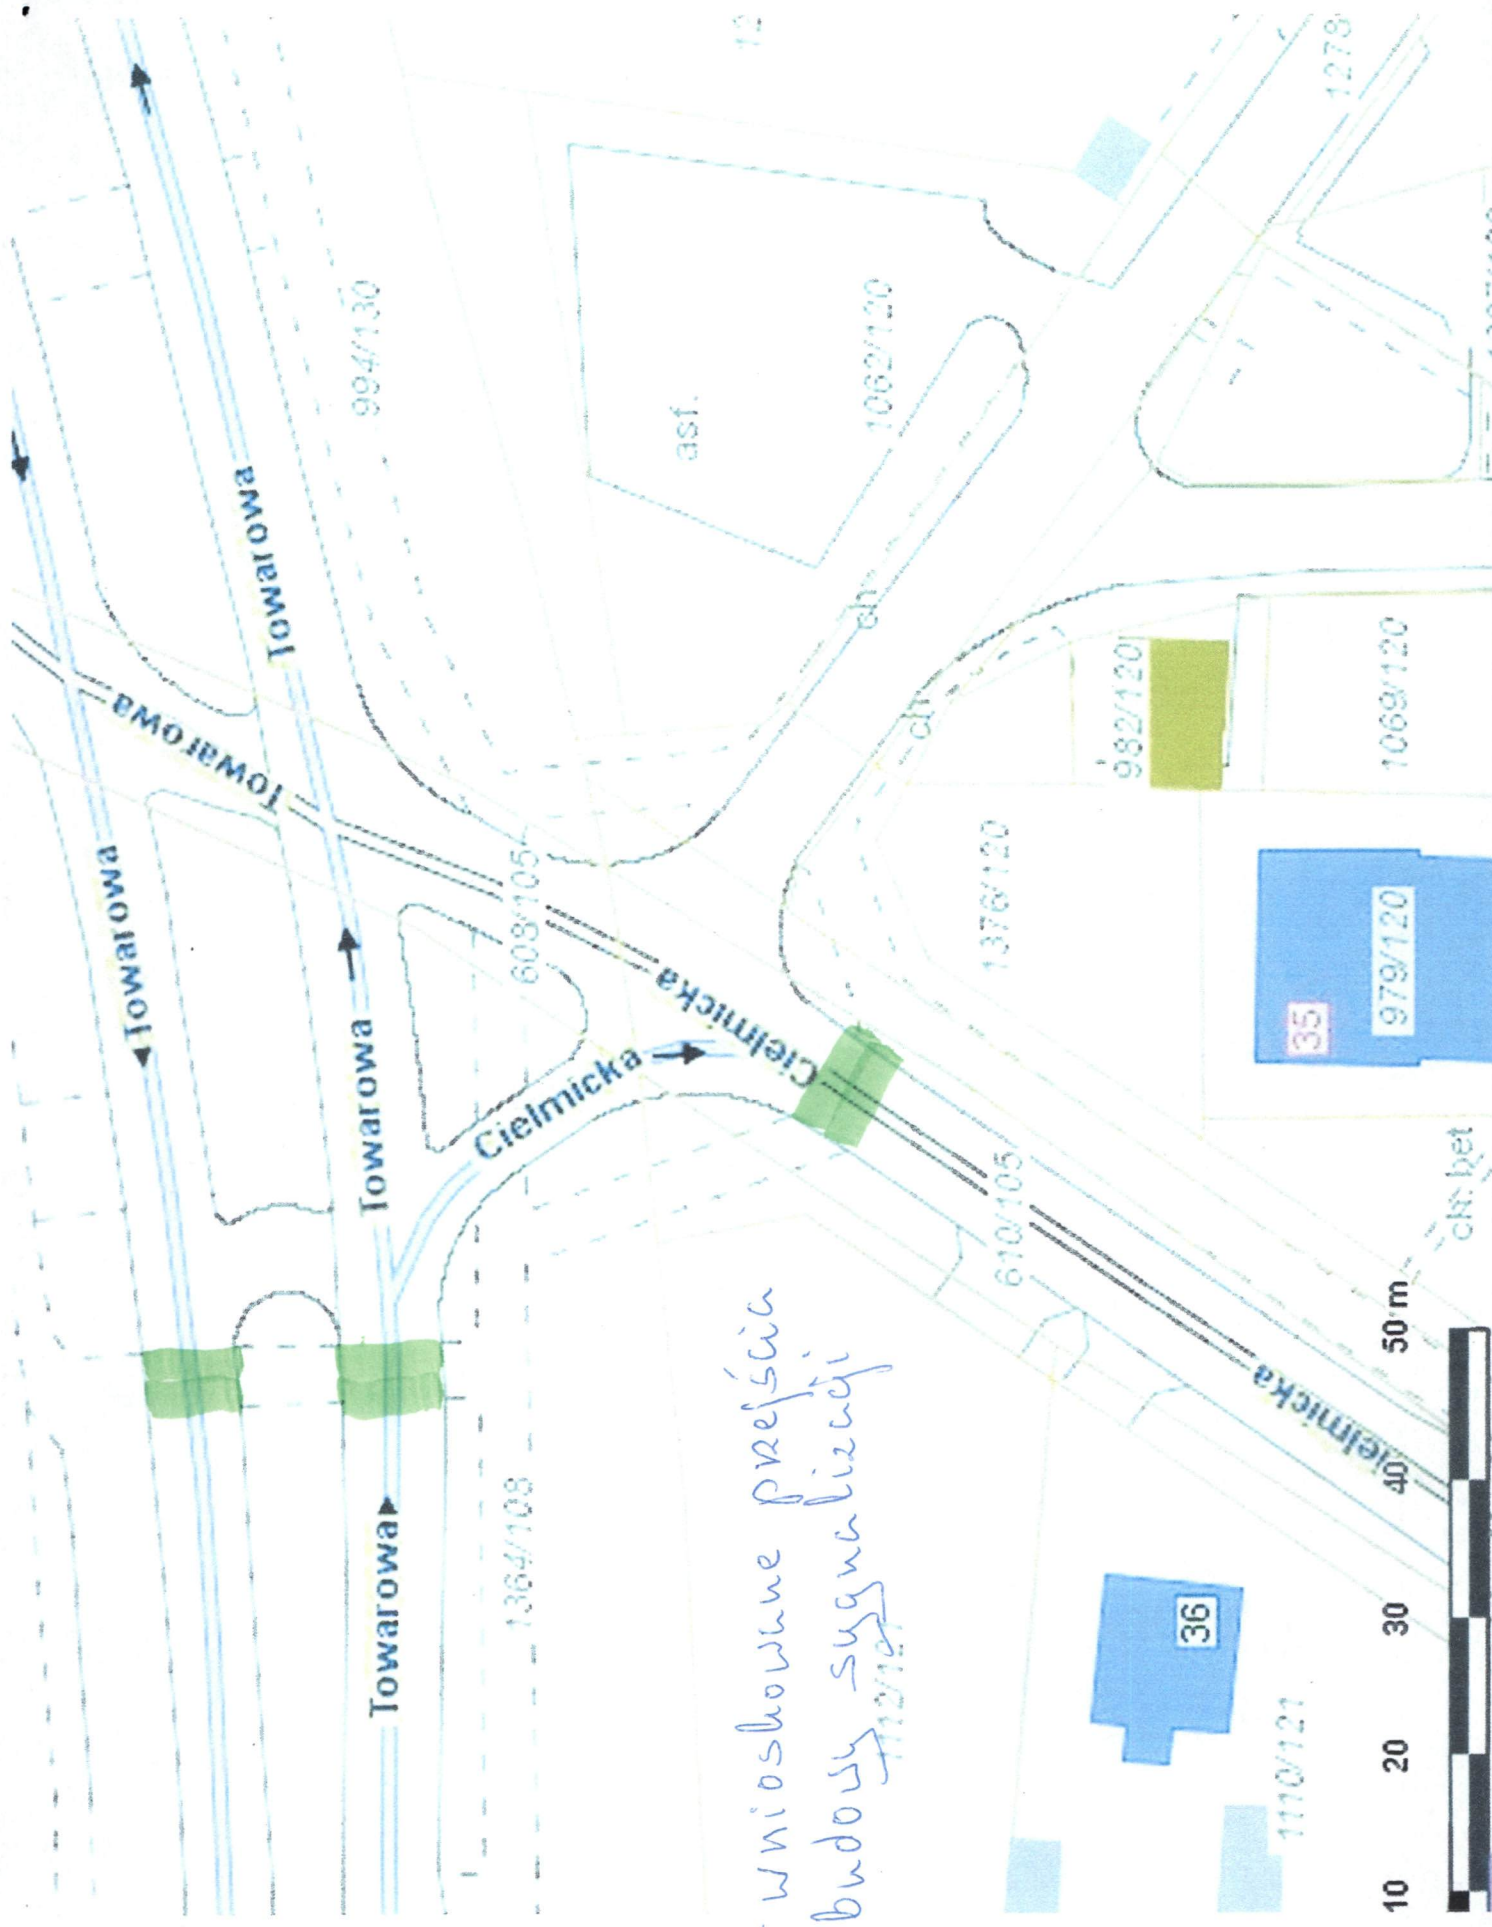 Towarowa
Towarowa
Towarowa
Towarowa
Towarowa
Cielmicka
Cielmicka
Cielmicka
994/130
asf.
1062/120
1278
608/105
ch
ch
982/120
1069/120
1376/120
35
979/120
610/105
1364/108
wnioskowane przejścia
budowy sygnalizacji
36
1110/121
10 20 30 40 50 m